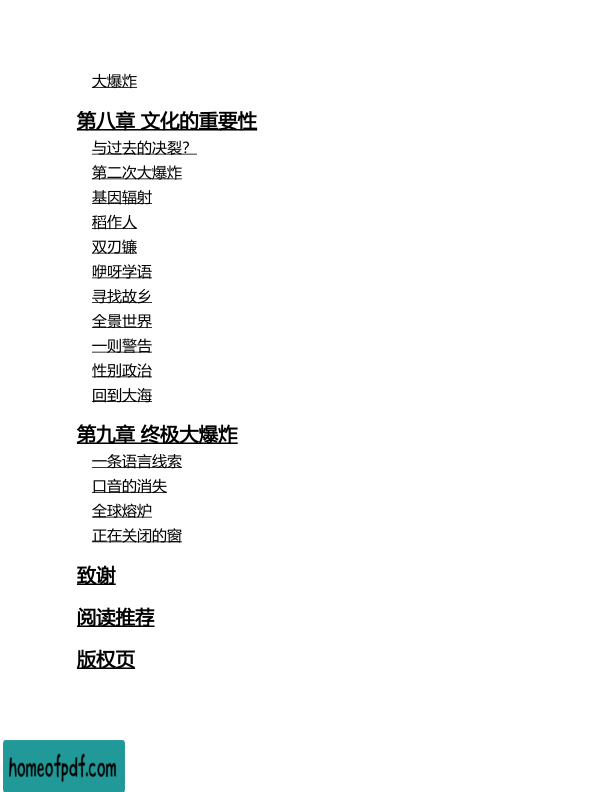 大爆炸
第八章 文化的重要性
与过去的决裂？
第二次大爆炸
基因辐射
稻作人
双刃镰
咿呀学语
寻找故乡
全景世界
一则警告
性别政治
回到大海
第九章 终极大爆炸
一条语言线索
口音的消失
全球熔炉
正在关闭的窗
致谢
阅读推荐
版权页
homeofpdf.com